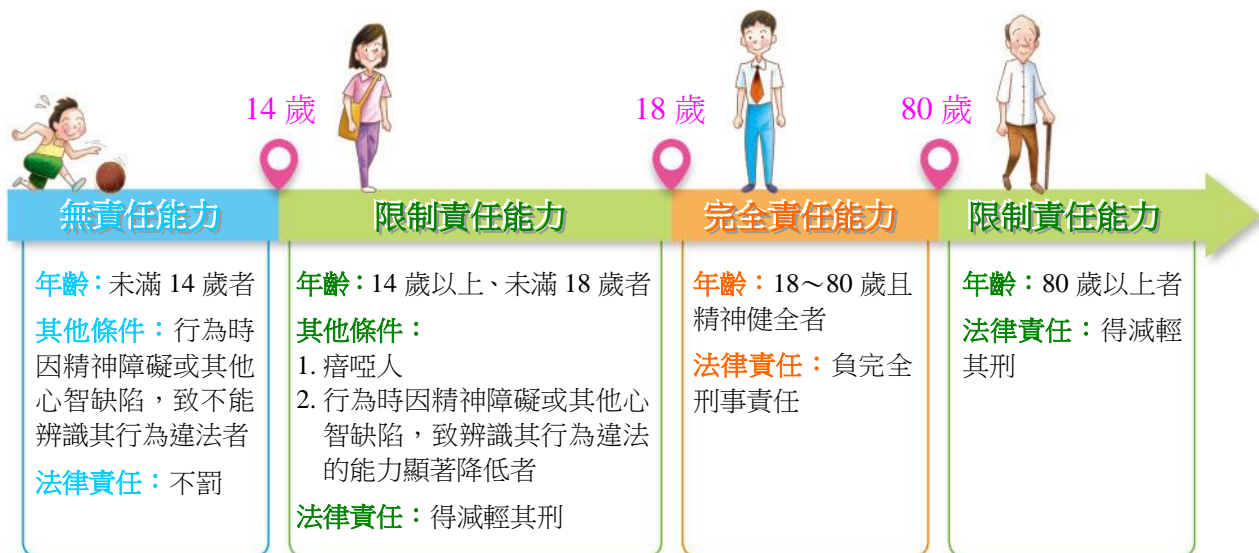 14 歲
18 歲
80 歲
無責任能力
限制責任能力
完全責任能力
限制責任能力
年齡：未滿 14 歲者
其他條件：行為時
因精神障礙或其他
心智缺陷，致不能
辨識其行為違法者
法律責任：不罰
年齡：14 歲以上、未滿 18 歲者
其他條件：
1. 瘖啞人
2. 行為時因精神障礙或其他心
智缺陷，致辨識其行為違法
的能力顯著降低者
法律責任：得減輕其刑
年齡：18～80 歲且
精神健全者
法律責任：負完全
刑事責任
年齡：80 歲以上者
法律責任：得減輕
其刑